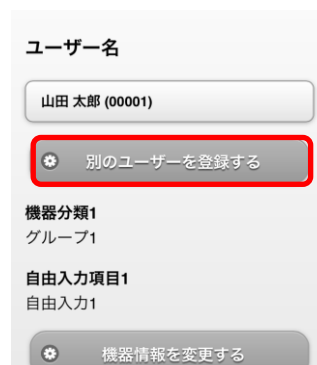 ユーザー名
山田 太郎 (00001)
別のユーザーを登録する
機器分類1
グループ1
自由入力項目1
自由入力1
機器情報を変更する